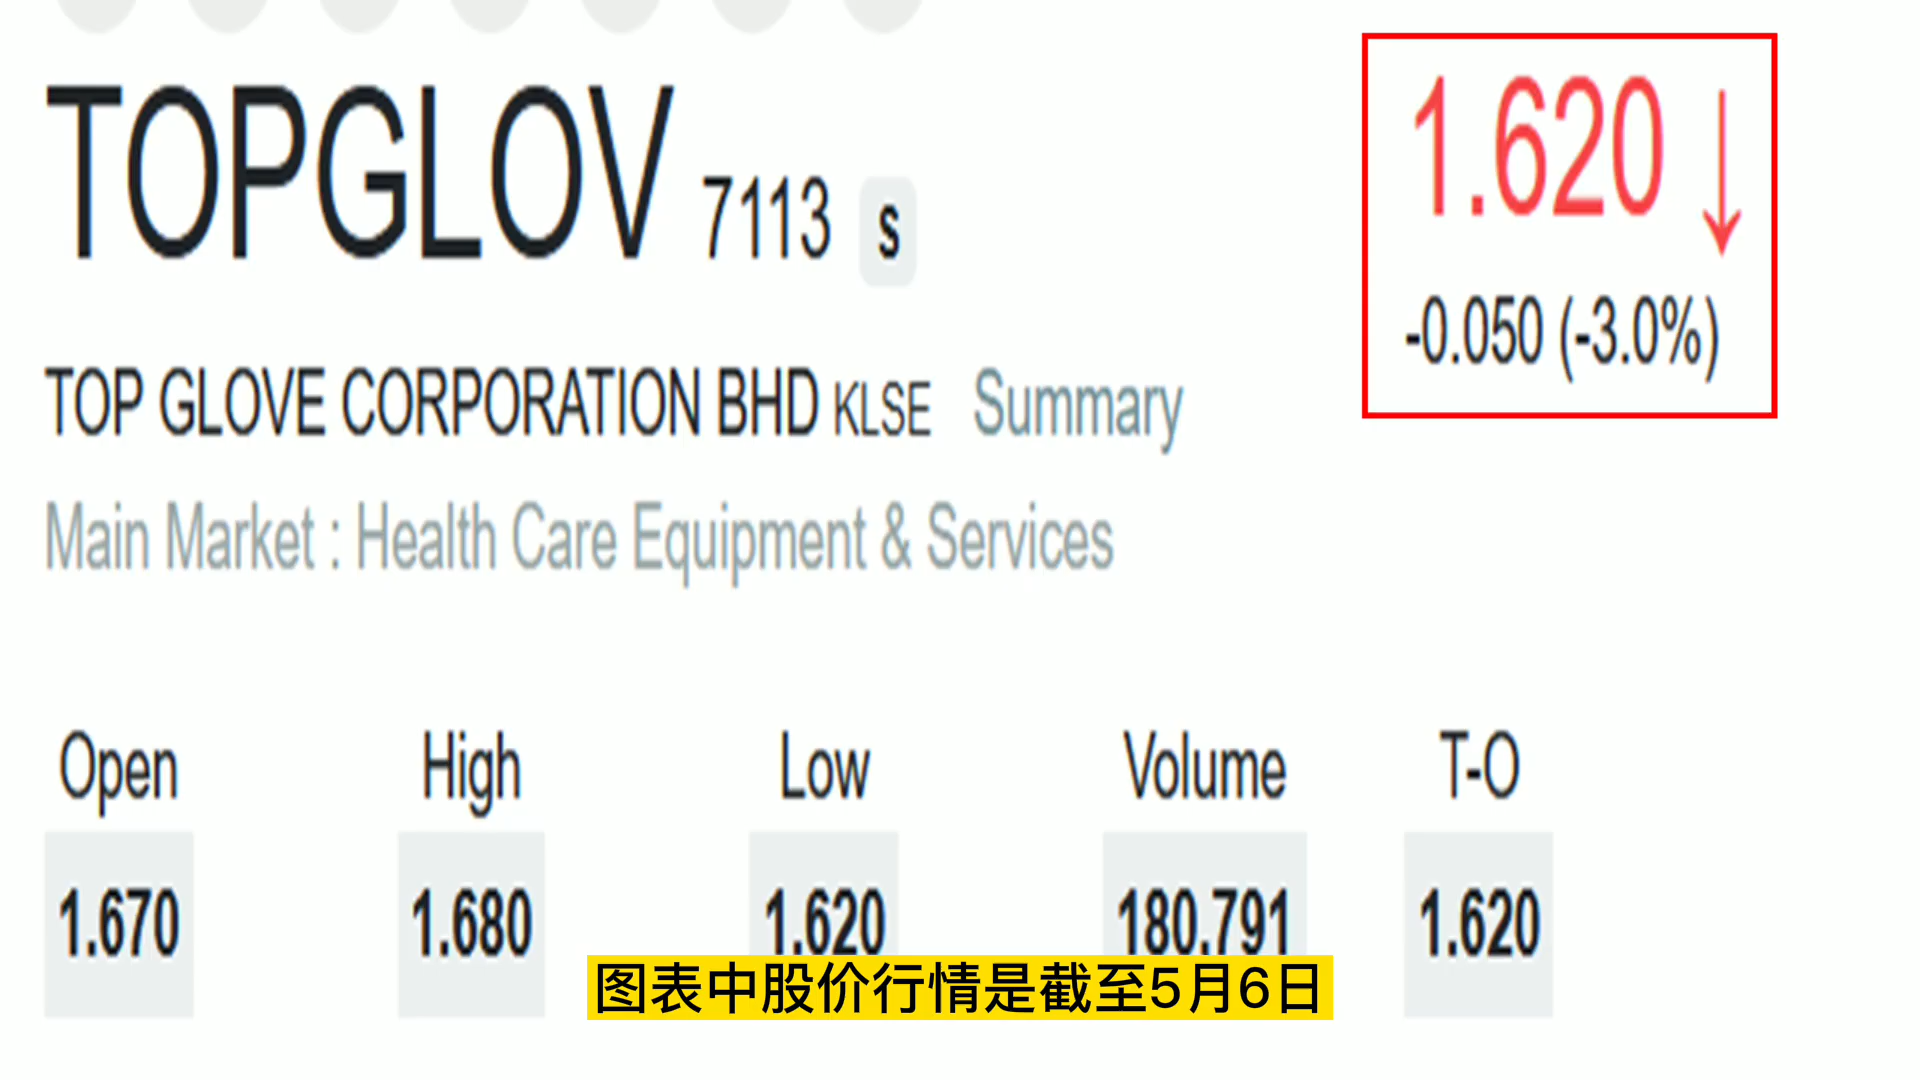 TOPGLOV 7113 s
1.620 ↓
-0.050 (-3.0%)
TOP GLOVE CORPORATION BHD KLSE Summary
Main Market : Health Care Equipment & Services
Open High Low Volume T-O
1.670 1.680 1.620 180.791 1.620
图表中股价行情是截至5月6日